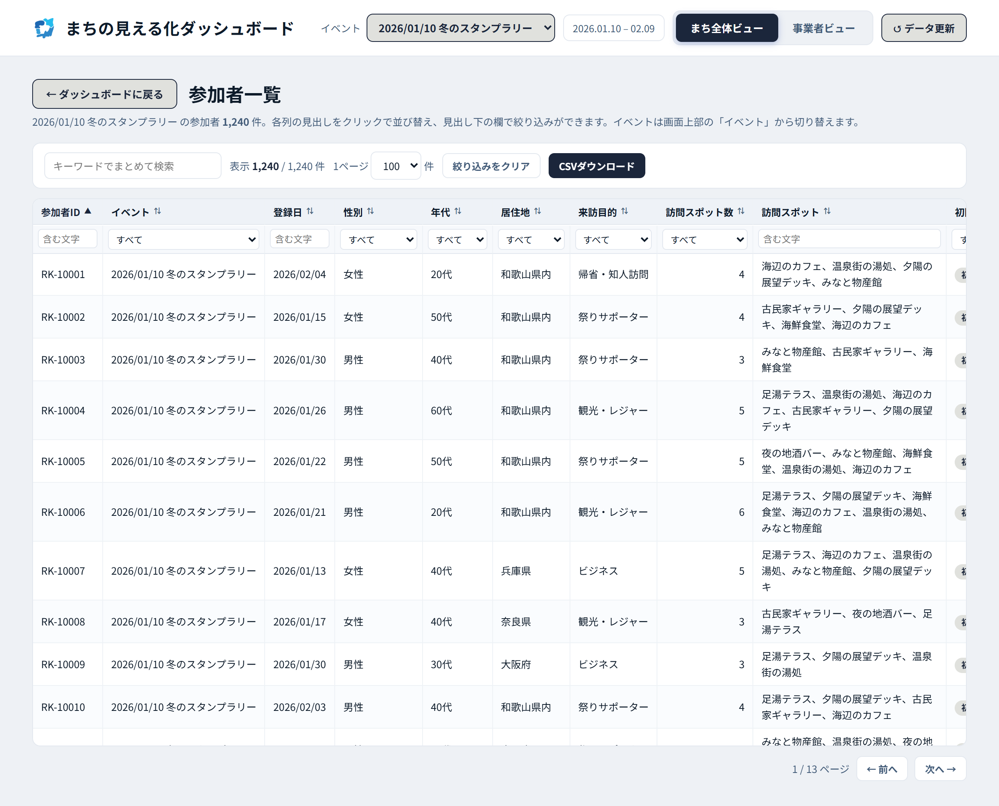 まちの見える化ダッシュボード
イベント 2026/01/10 冬のスタンプラリー 2026.01.10 – 02.09 まち全体ビュー 事業者ビュー ↺ データ更新
← ダッシュボードに戻る 参加者一覧
2026/01/10 冬のスタンプラリー の参加者 1,240 件。各列の見出しをクリックで並び替え、見出し下の欄で絞り込みができます。イベントは画面上部の「イベント」から切り替えます。
キーワードでまとめて検索 表示 1,240 / 1,240 件 1ページ 100 件 絞り込みをクリア CSVダウンロード
参加者ID ▲ イベント ⇅ 登録日 ⇅ 性別 ⇅ 年代 ⇅ 居住地 ⇅ 来訪目的 ⇅ 訪問スポット数 ⇅ 訪問スポット ⇅ 初
含む文字 すべて 含む文字 すべて すべて すべて すべて すべて 含む文字 す
RK-10001 2026/01/10 冬のスタンプラリー 2026/02/04 女性 20代 和歌山県内 帰省・知人訪問 4 海辺のカフェ、温泉街の湯処、夕陽の
展望デッキ、みなと物産館
RK-10002 2026/01/10 冬のスタンプラリー 2026/01/15 女性 50代 和歌山県内 祭りサポーター 4 古民家ギャラリー、夕陽の展望デッ
キ、海鮮食堂、海辺のカフェ
RK-10003 2026/01/10 冬のスタンプラリー 2026/01/30 男性 40代 和歌山県内 祭りサポーター 3 みなと物産館、古民家ギャラリー、海
鮮食堂
RK-10004 2026/01/10 冬のスタンプラリー 2026/01/26 男性 60代 和歌山県内 観光・レジャー 5 足湯テラス、温泉街の湯処、海辺のカ
フェ、古民家ギャラリー、夕陽の展望
デッキ
RK-10005 2026/01/10 冬のスタンプラリー 2026/01/22 男性 50代 和歌山県内 祭りサポーター 5 夜の地酒バー、みなと物産館、海鮮食
堂、温泉街の湯処、海辺のカフェ
RK-10006 2026/01/10 冬のスタンプラリー 2026/01/21 男性 20代 和歌山県内 観光・レジャー 6 足湯テラス、夕陽の展望デッキ、海鮮
食堂、海辺のカフェ、温泉街の湯処、
みなと物産館
RK-10007 2026/01/10 冬のスタンプラリー 2026/01/13 女性 40代 兵庫県 ビジネス 5 足湯テラス、海辺のカフェ、温泉街の
湯処、みなと物産館、夕陽の展望デッ
キ
RK-10008 2026/01/10 冬のスタンプラリー 2026/01/17 女性 40代 奈良県 観光・レジャー 3 古民家ギャラリー、夜の地酒バー、足
湯テラス
RK-10009 2026/01/10 冬のスタンプラリー 2026/01/30 男性 30代 大阪府 ビジネス 3 足湯テラス、夕陽の展望デッキ、温泉
街の湯処
RK-10010 2026/01/10 冬のスタンプラリー 2026/02/03 男性 40代 和歌山県内 祭りサポーター 4 足湯テラス、夕陽の展望デッキ、古民
家ギャラリー、海辺のカフェ
みなと物産館、温泉街の湯処、夜の地
1 / 13 ページ ← 前へ 次へ →